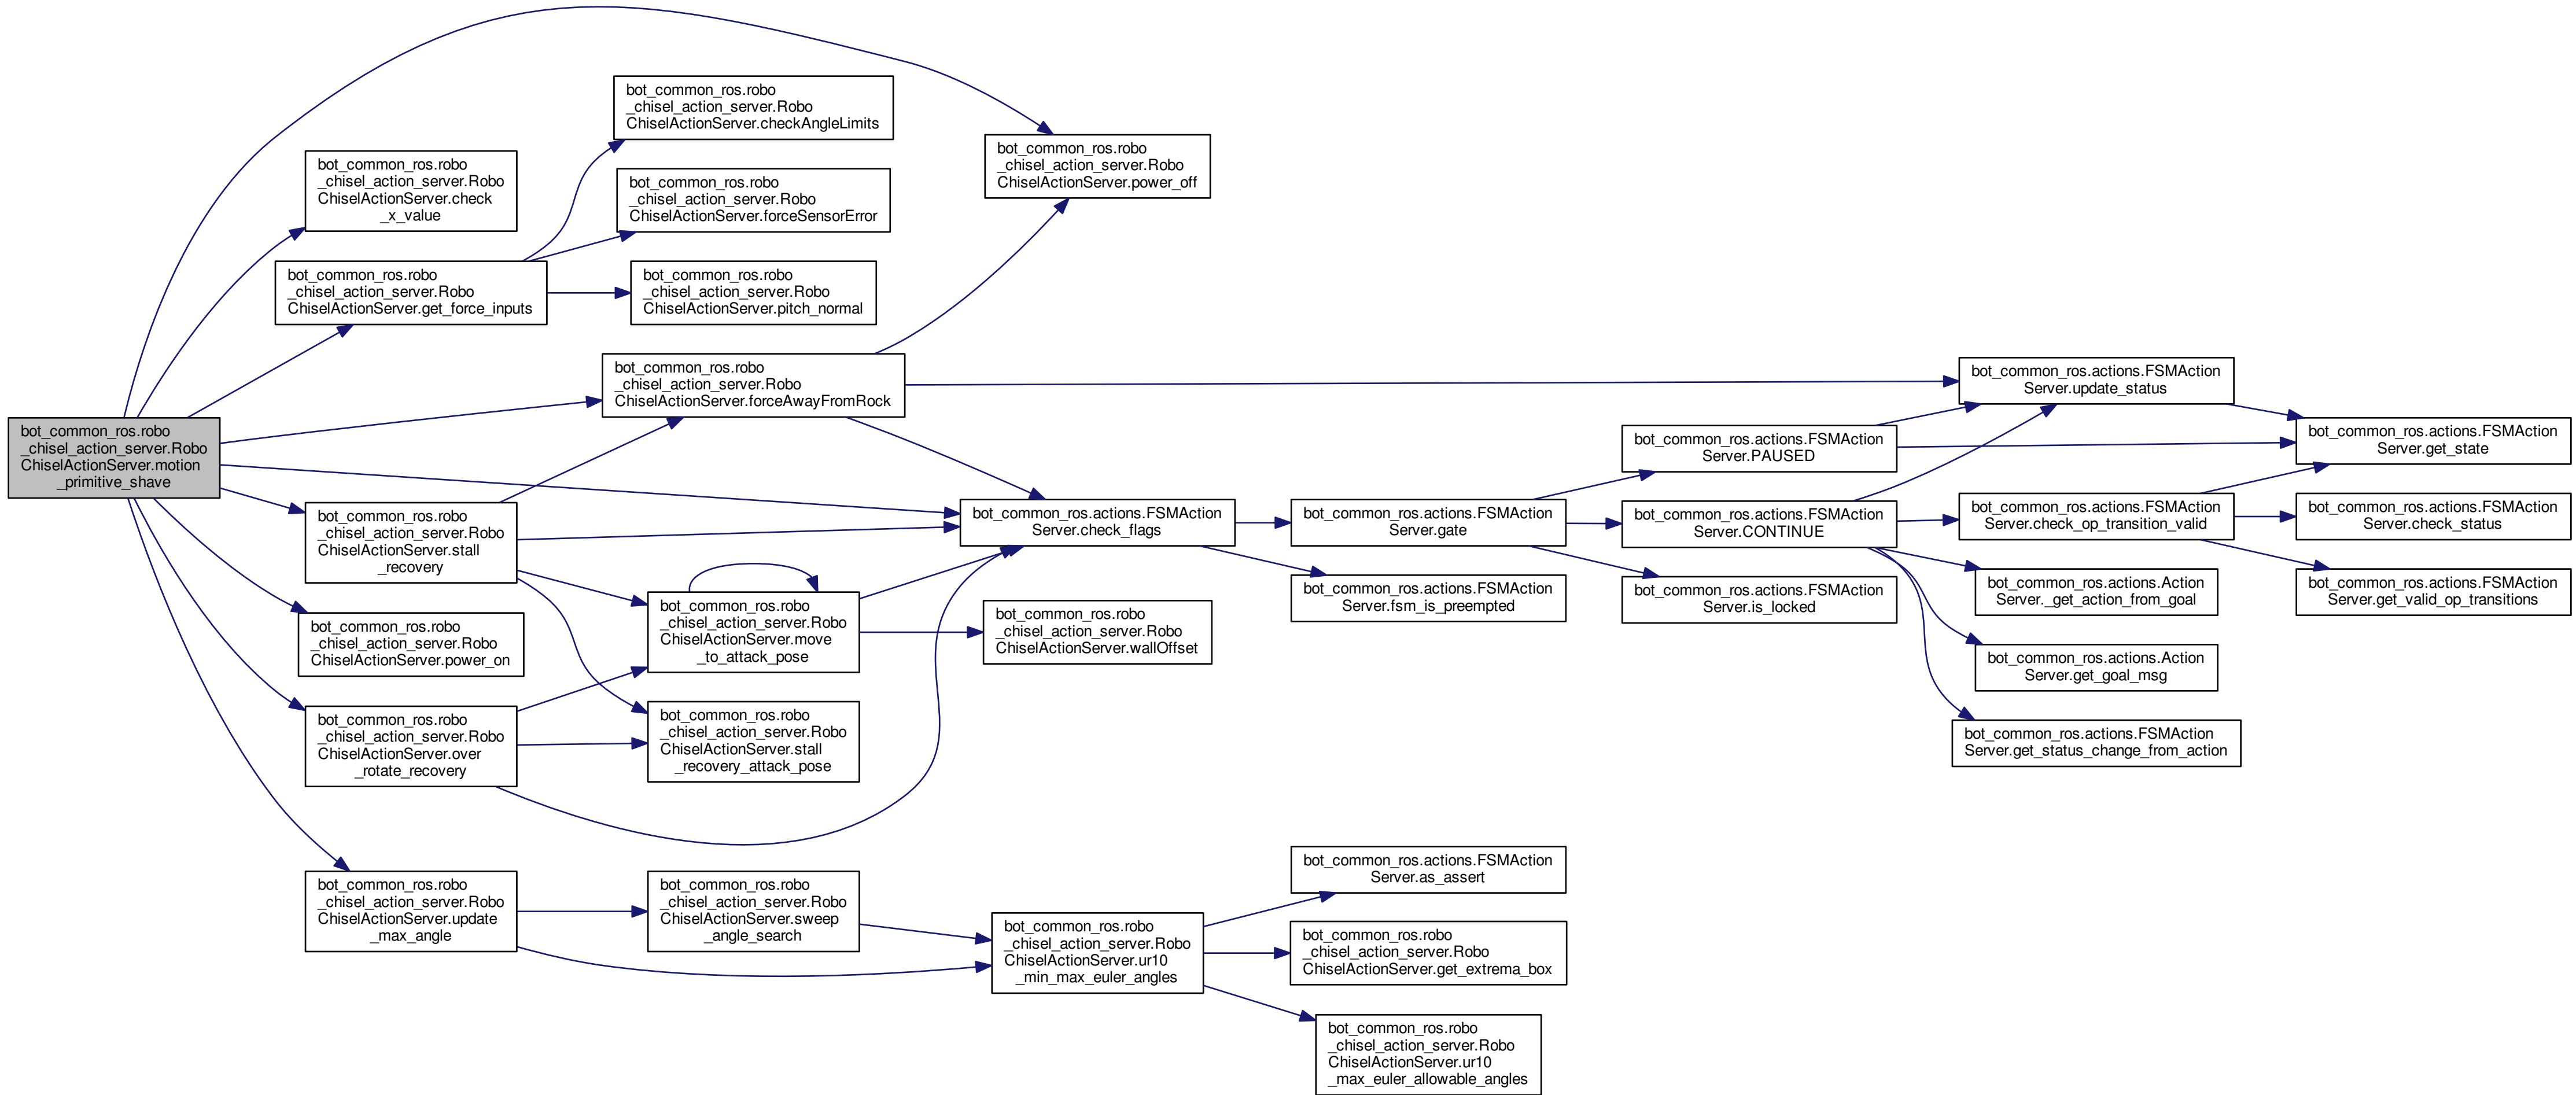 bot_common_ros.robo
_chisel_action_server.Robo
ChiselActionServer.motion
_primitive_shave
bot_common_ros.robo
_chisel_action_server.Robo
ChiselActionServer.check
_x_value
bot_common_ros.robo
_chisel_action_server.Robo
ChiselActionServer.get_force_inputs
bot_common_ros.robo
_chisel_action_server.Robo
ChiselActionServer.stall
_recovery
bot_common_ros.robo
_chisel_action_server.Robo
ChiselActionServer.power_on
bot_common_ros.robo
_chisel_action_server.Robo
ChiselActionServer.over
_rotate_recovery
bot_common_ros.robo
_chisel_action_server.Robo
ChiselActionServer.update
_max_angle
bot_common_ros.robo
_chisel_action_server.Robo
ChiselActionServer.checkAngleLimits
bot_common_ros.robo
_chisel_action_server.Robo
ChiselActionServer.forceSensorError
bot_common_ros.robo
_chisel_action_server.Robo
ChiselActionServer.pitch_normal
bot_common_ros.robo
_chisel_action_server.Robo
ChiselActionServer.forceAwayFromRock
bot_common_ros.robo
_chisel_action_server.Robo
ChiselActionServer.move
_to_attack_pose
bot_common_ros.robo
_chisel_action_server.Robo
ChiselActionServer.stall
_recovery_attack_pose
bot_common_ros.robo
_chisel_action_server.Robo
ChiselActionServer.sweep
_angle_search
bot_common_ros.robo
_chisel_action_server.Robo
ChiselActionServer.power_off
bot_common_ros.actions.FSMAction
Server.check_flags
bot_common_ros.robo
_chisel_action_server.Robo
ChiselActionServer.wallOffset
bot_common_ros.robo
_chisel_action_server.Robo
ChiselActionServer.ur10
_min_max_euler_angles
bot_common_ros.actions.FSMAction
Server.gate
bot_common_ros.actions.FSMAction
Server.fsm_is_preempted
bot_common_ros.actions.FSMAction
Server.as_assert
bot_common_ros.robo
_chisel_action_server.Robo
ChiselActionServer.get_extrema_box
bot_common_ros.robo
_chisel_action_server.Robo
ChiselActionServer.ur10
_max_euler_allowable_angles
bot_common_ros.actions.FSMAction
Server.PAUSED
bot_common_ros.actions.FSMAction
Server.CONTINUE
bot_common_ros.actions.FSMAction
Server.is_locked
bot_common_ros.actions.FSMAction
Server.update_status
bot_common_ros.actions.FSMAction
Server.check_op_transition_valid
bot_common_ros.actions.Action
Server._get_action_from_goal
bot_common_ros.actions.Action
Server.get_goal_msg
bot_common_ros.actions.FSMAction
Server.get_status_change_from_action
bot_common_ros.actions.FSMAction
Server.get_state
bot_common_ros.actions.FSMAction
Server.check_status
bot_common_ros.actions.FSMAction
Server.get_valid_op_transitions